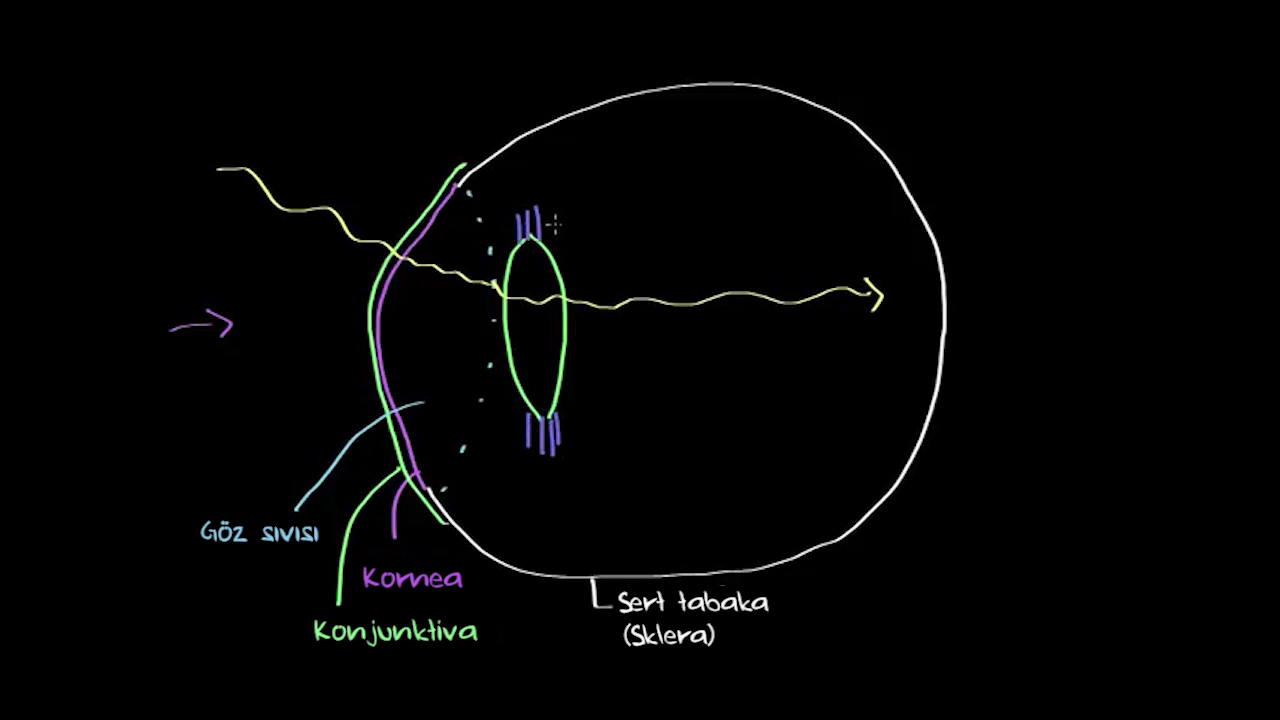 Göz sıvısı
Kornea
Konjunktiva
Sert tabaka
(Sklera)